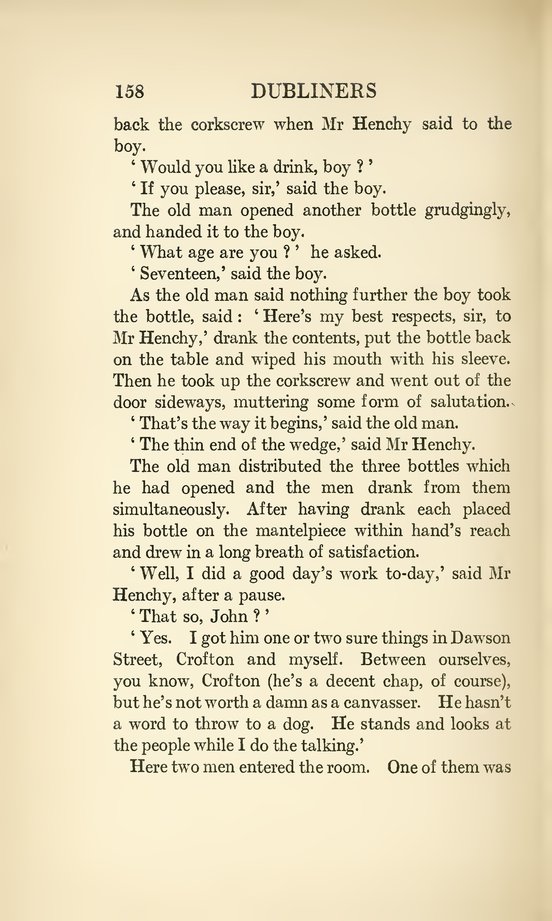 158 DUBLINERS
back the corkscrew when Mr Henchy said to the
boy.
‘ Would you like a drink, boy ? ’
‘ If you please, sir,’ said the boy.
The old man opened another bottle grudgingly,
and handed it to the boy.
‘ What age are you ? ’ he asked.
‘ Seventeen,’ said the boy.
As the old man said nothing further the boy took
the bottle, said : ‘ Here’s my best respects, sir, to
Mr Henchy,’ drank the contents, put the bottle back
on the table and wiped his mouth with his sleeve.
Then he took up the corkscrew and went out of the
door sideways, muttering some form of salutation.
‘ That’s the way it begins,’ said the old man.
‘ The thin end of the wedge,’ said Mr Henchy.
The old man distributed the three bottles which
he had opened and the men drank from them
simultaneously. After having drank each placed
his bottle on the mantelpiece within hand’s reach
and drew in a long breath of satisfaction.
‘ Well, I did a good day’s work to-day,’ said Mr
Henchy, after a pause.
‘ That so, John ? ’
‘ Yes. I got him one or two sure things in Dawson
Street, Crofton and myself. Between ourselves,
you know, Crofton (he’s a decent chap, of course),
but he’s not worth a damn as a canvasser. He hasn’t
a word to throw to a dog. He stands and looks at
the people while I do the talking.’
Here two men entered the room. One of them was